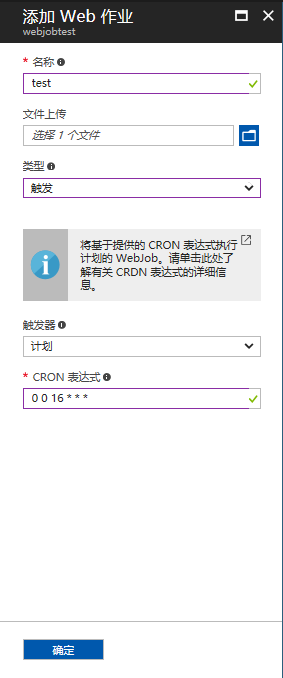 添加 Web 作业
webjobtest
* 名称
test
文件上传
选择 1 个文件
类型
触发
将基于提供的 CRON 表达式执行
计划的 WebJob。请单击此处了
解有关 CRDN 表达式的详细信
息。
触发器
计划
* CRON 表达式
0 0 16 * * *
确定